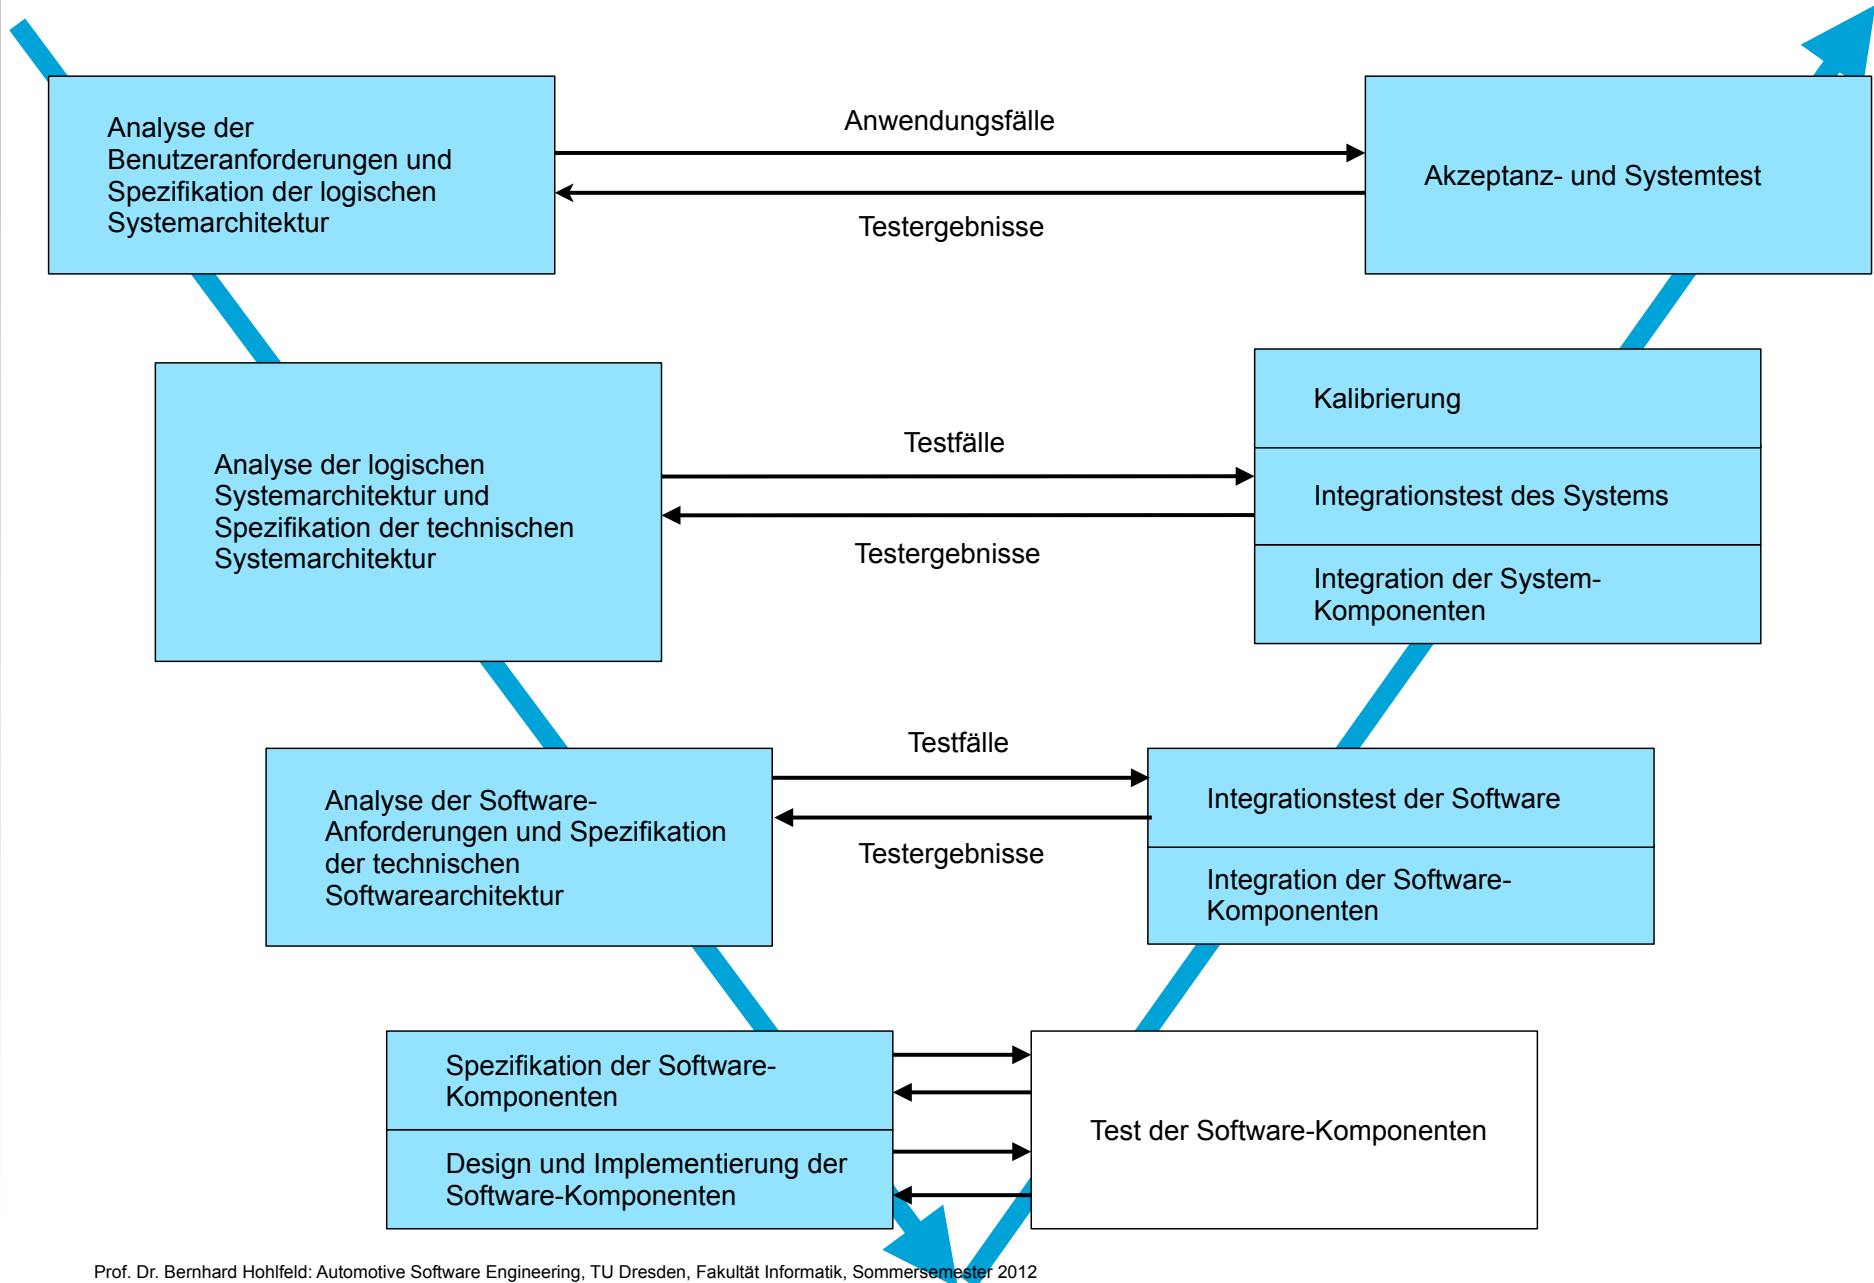 Analyse der
Benutzeranforderungen und
Spezifikation der logischen
Systemarchitektur
Anwendungsfälle
Testergebnisse
Akzeptanz- und Systemtest
Analyse der logischen
Systemarchitektur und
Spezifikation der technischen
Systemarchitektur
Testfälle
Testergebnisse
Kalibrierung
Integrationstest des Systems
Integration der System-
Komponenten
Analyse der Software-
Anforderungen und Spezifikation
der technischen
Softwarearchitektur
Testfälle
Testergebnisse
Integrationstest der Software
Integration der Software-
Komponenten
Spezifikation der Software-
Komponenten
Design und Implementierung der
Software-Komponenten
Test der Software-Komponenten
Prof. Dr. Bernhard Hohlfeld: Automotive Software Engineering, TU Dresden, Fakultät Informatik, Sommersemester 2012